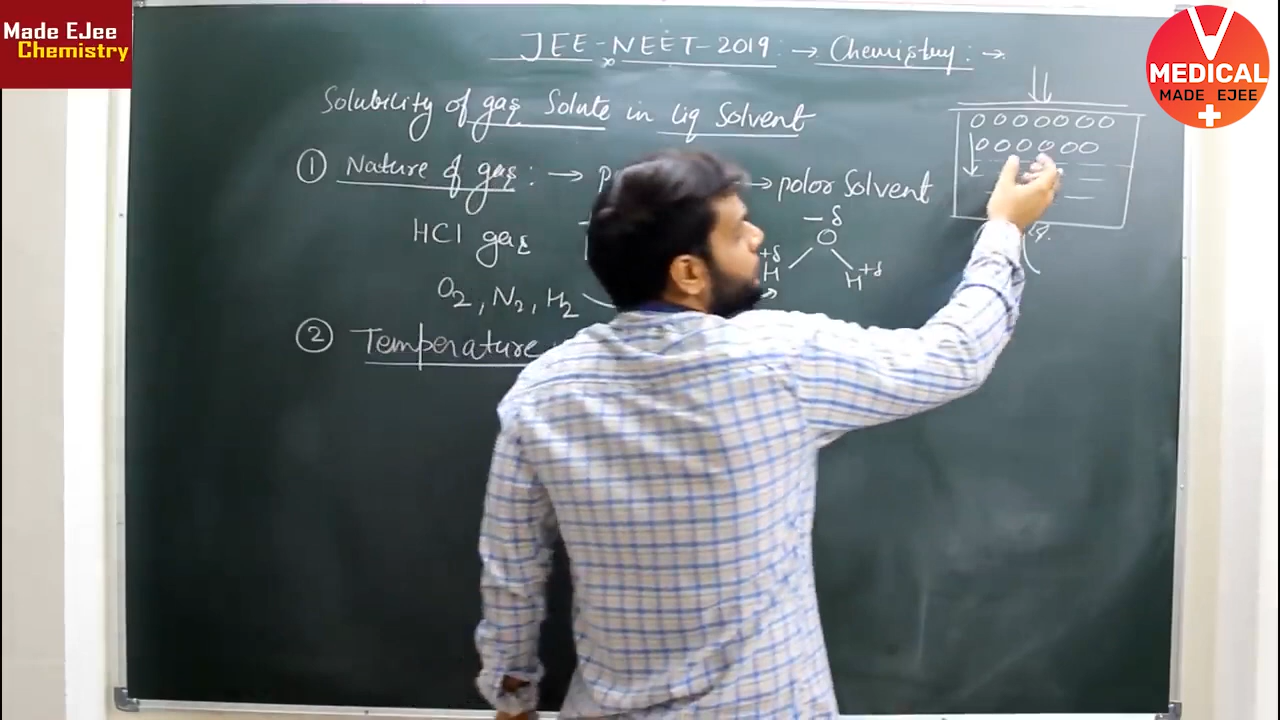 Made EJee
Chemistry
V
MEDICAL
MADE EJEE
JEE - NEET - 2019 : → Chemistry : →
Solubility of gas Solute in liq Solvent
① Nature of gas : → → polor Solvent
HCl gas
−δ
O
+δ
H
H+δ
O2, N2, H2 →
② Temperature